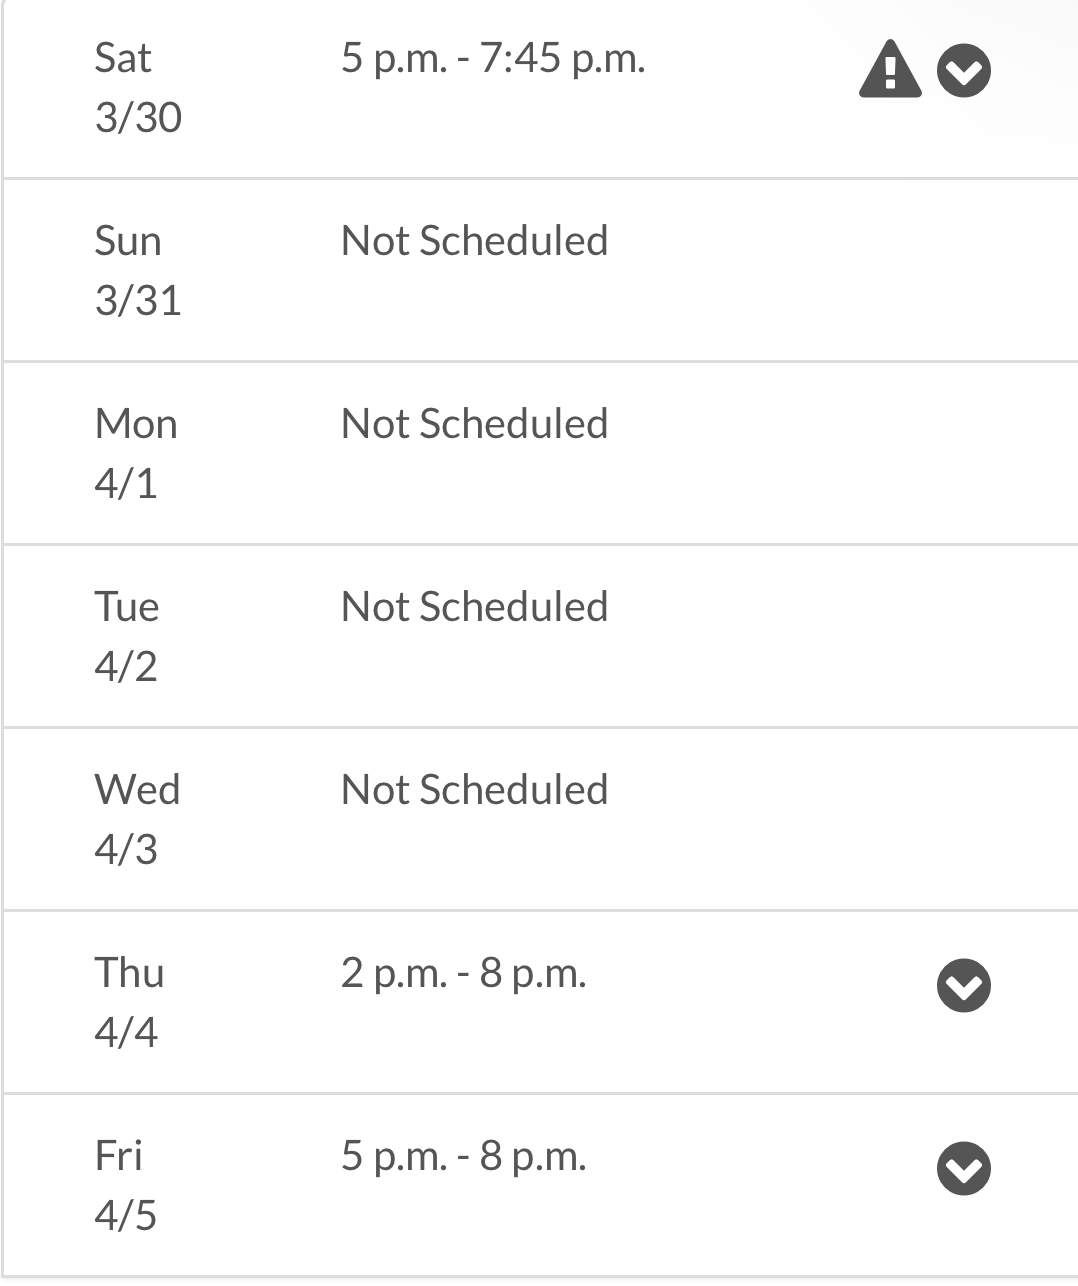 Sat 5 p.m. - 7:45 p.m.
3/30
Sun Not Scheduled
3/31
Mon Not Scheduled
4/1
Tue Not Scheduled
4/2
Wed Not Scheduled
4/3
Thu 2 p.m. - 8 p.m.
4/4
Fri 5 p.m. - 8 p.m.
4/5